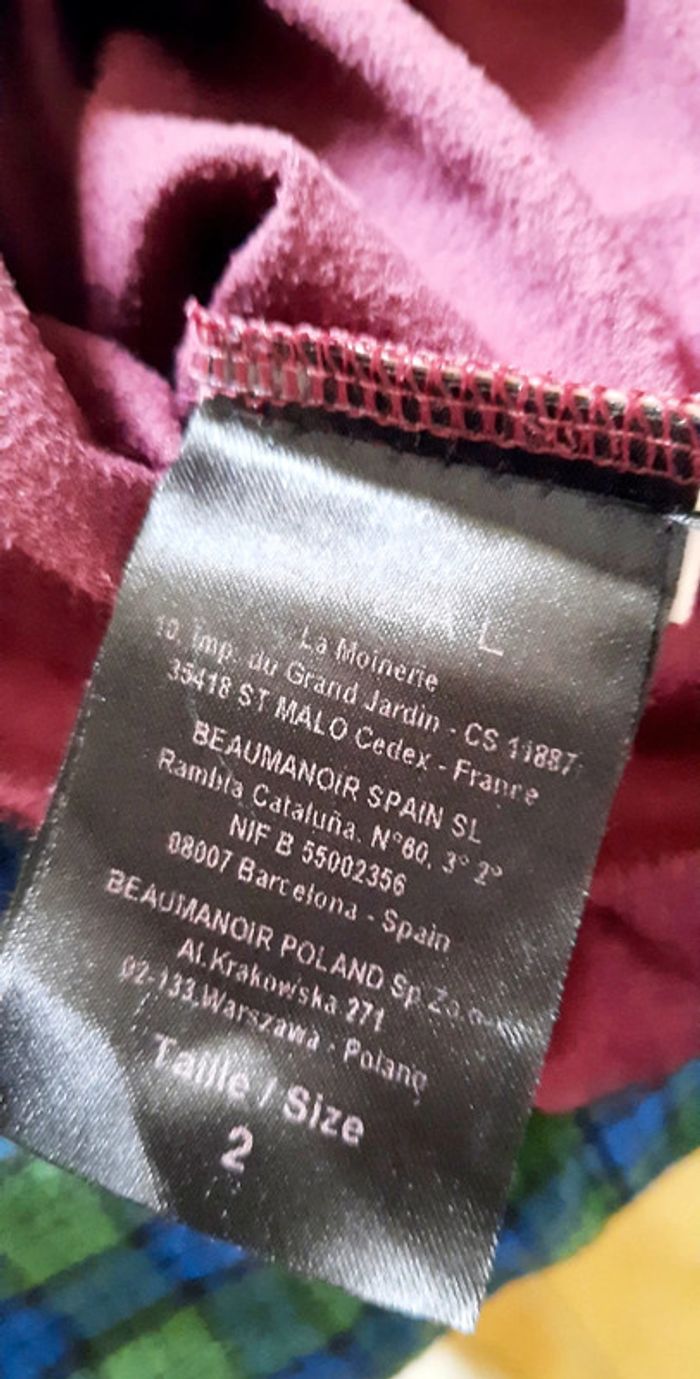 L
La Moinerie
10, Imp. du Grand Jardin - CS 11887
35418 ST MALO Cedex - France
BEAUMANOIR SPAIN SL
Rambla Cataluña. N°60, 3° 2°
NIF B 55002356
08007 Barcelona - Spain
BEAUMANOIR POLAND Sp Zo.o
Al.Krakowska 271
02-133.Warszawa - Poland
Taille / Size
2